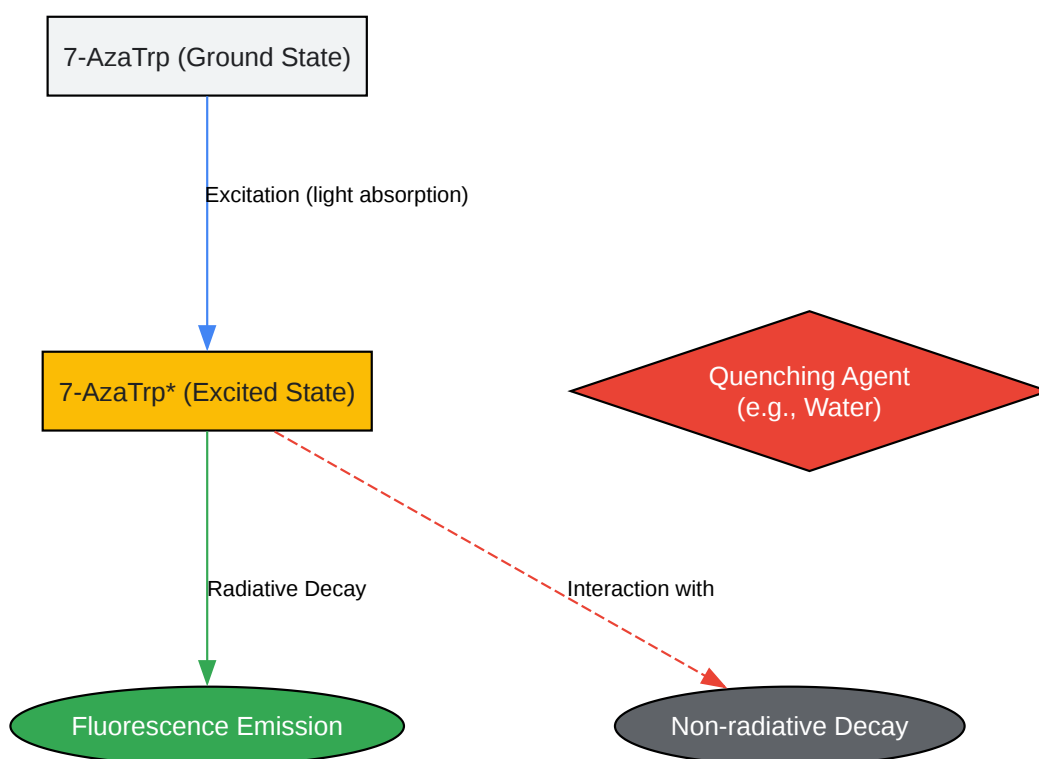 7-AzaTrp (Ground State)
Excitation (light absorption)
7-AzaTrp* (Excited State)
Quenching Agent
(e.g., Water)
Radiative Decay
Interaction with
Fluorescence Emission
Non-radiative Decay